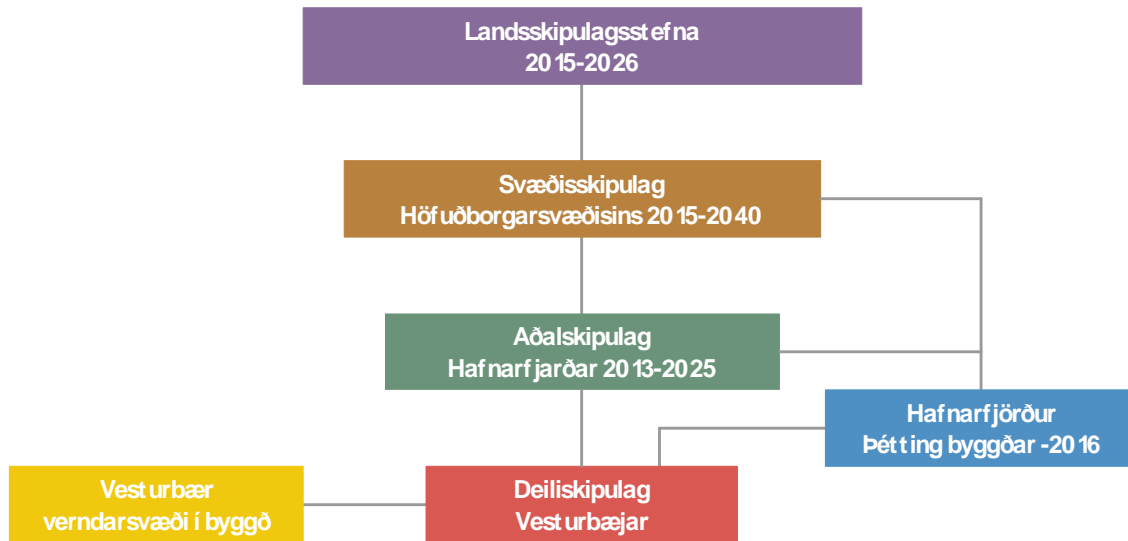 Landsskipulagsstefna
2015-2026
Svæðisskipulag
Höfuðborgarsvæðisins 2015-2040
Aðalskipulag
Hafnarfjarðar 2013-2025
Hafnarfjörður
Þétting byggðar -2016
Vesturbær
verndarsvæði í byggð
Deiliskipulag
Vesturbæjar